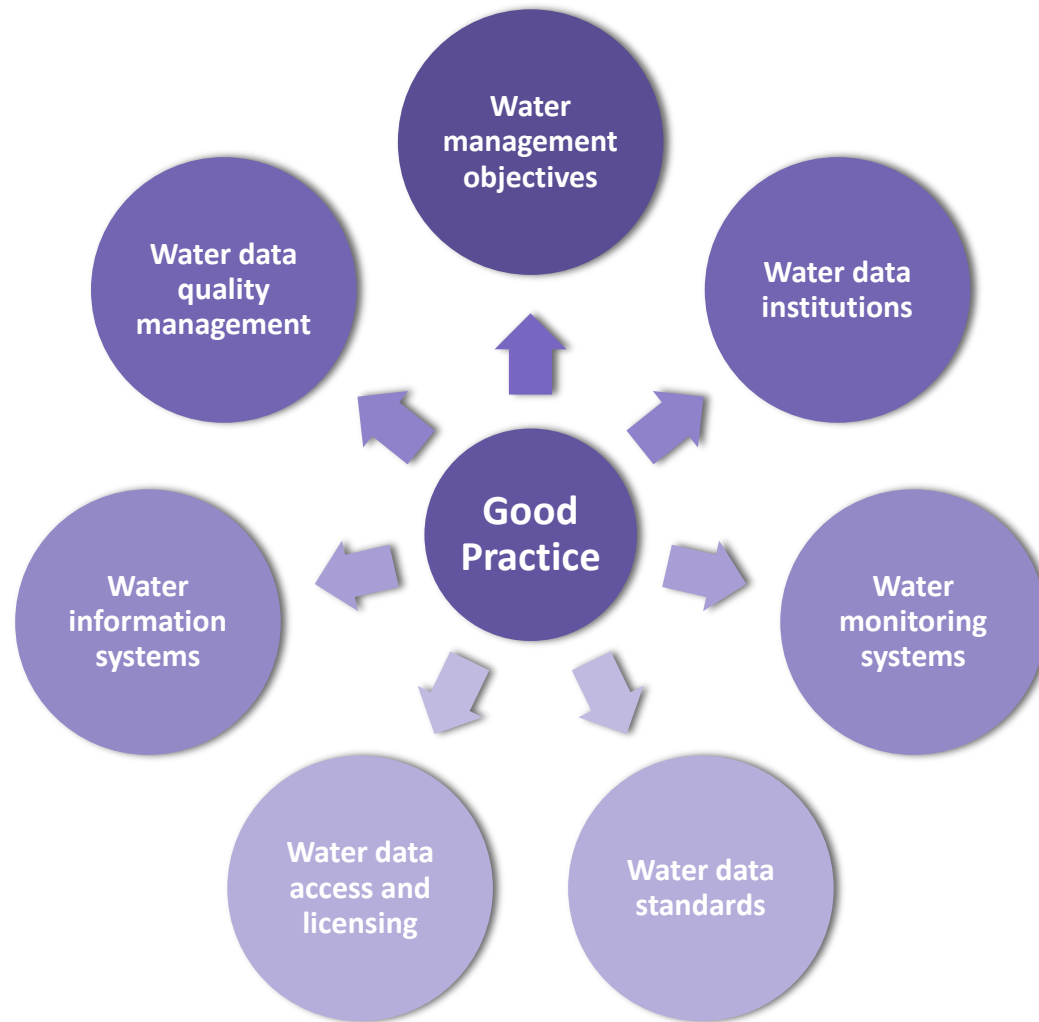 Water
management
objectives
Water data
institutions
Water
monitoring
systems
Water data
standards
Water data
access and
licensing
Water
information
systems
Water data
quality
management
Good
Practice